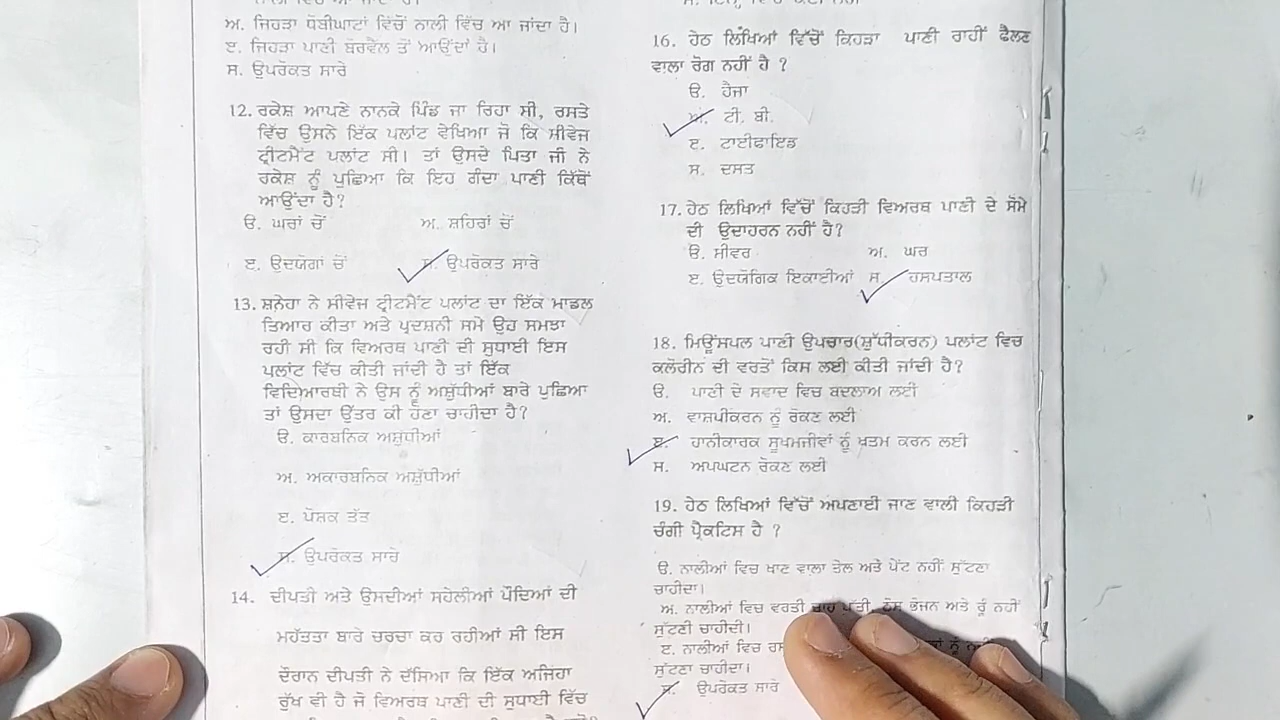 ਅ. ਜਿਹੜਾ ਧੋਬੀਘਾਟਾਂ ਵਿੱਚੋਂ ਨਾਲੀ ਵਿੱਚ ਆ ਜਾਂਦਾ ਹੈ।
ੲ. ਜਿਹੜਾ ਪਾਣੀ ਬੋਰਵੈੱਲ ਤੋਂ ਆਉਂਦਾ ਹੈ।
ਸ. ਉਪਰੋਕਤ ਸਾਰੇ
12. ਰਕੇਸ਼ ਆਪਣੇ ਨਾਨਕੇ ਪਿੰਡ ਜਾ ਰਿਹਾ ਸੀ, ਰਸਤੇ
ਵਿੱਚ ਉਸਨੇ ਇੱਕ ਪਲਾਂਟ ਵੇਖਿਆ ਜੋ ਕਿ ਸੀਵੇਜ
ਟ੍ਰੀਟਮੈਂਟ ਪਲਾਂਟ ਸੀ। ਤਾਂ ਉਸਦੇ ਪਿਤਾ ਜੀ ਨੇ
ਰਕੇਸ਼ ਨੂੰ ਪੁਛਿਆ ਕਿ ਇਹ ਗੰਦਾ ਪਾਣੀ ਕਿੱਥੋਂ
ਆਉਂਦਾ ਹੈ?
ੳ. ਘਰਾਂ ਚੋਂ ਅ. ਸ਼ਹਿਰਾਂ ਚੋਂ
ੲ. ਉਦਯੋਗਾਂ ਚੋਂ ਸ. ਉਪਰੋਕਤ ਸਾਰੇ
13. ਸ਼ਨੇਹਾ ਨੇ ਸੀਵੇਜ ਟ੍ਰੀਟਮੈਂਟ ਪਲਾਂਟ ਦਾ ਇੱਕ ਮਾਡਲ
ਤਿਆਰ ਕੀਤਾ ਅਤੇ ਪ੍ਰਦਸ਼ਨੀ ਸਮੇਂ ਉਹ ਸਮਝਾ
ਰਹੀ ਸੀ ਕਿ ਵਿਅਰਥ ਪਾਣੀ ਦੀ ਸੁਧਾਈ ਇਸ
ਪਲਾਂਟ ਵਿੱਚ ਕੀਤੀ ਜਾਂਦੀ ਹੈ ਤਾਂ ਇੱਕ
ਵਿਦਿਆਰਥੀ ਨੇ ਉਸ ਨੂੰ ਅਸ਼ੁੱਧੀਆਂ ਬਾਰੇ ਪੁਛਿਆ
ਤਾਂ ਉਸਦਾ ਉੱਤਰ ਕੀ ਹੋਣਾ ਚਾਹੀਦਾ ਹੈ?
ੳ. ਕਾਰਬਨਿਕ ਅਸ਼ੁੱਧੀਆਂ
ਅ. ਅਕਾਰਬਨਿਕ ਅਸ਼ੁੱਧੀਆਂ
ੲ. ਪੋਸ਼ਕ ਤੱਤ
ਸ. ਉਪਰੋਕਤ ਸਾਰੇ
14. ਦੀਪਤੀ ਅਤੇ ਉਸਦੀਆਂ ਸਹੇਲੀਆਂ ਪੌਦਿਆਂ ਦੀ
ਮਹੱਤਤਾ ਬਾਰੇ ਚਰਚਾ ਕਰ ਰਹੀਆਂ ਸੀ ਇਸ
ਦੌਰਾਨ ਦੀਪਤੀ ਨੇ ਦੱਸਿਆ ਕਿ ਇੱਕ ਅਜਿਹਾ
ਰੁੱਖ ਵੀ ਹੈ ਜੋ ਵਿਅਰਥ ਪਾਣੀ ਦੀ ਸੁਧਾਈ ਵਿੱਚ
16. ਹੇਠ ਲਿਖਿਆਂ ਵਿੱਚੋਂ ਕਿਹੜਾ ਪਾਣੀ ਰਾਹੀਂ ਫੈਲਣ
ਵਾਲਾ ਰੋਗ ਨਹੀਂ ਹੈ ?
ੳ. ਹੈਜਾ
ਅ. ਟੀ. ਬੀ.
ੲ. ਟਾਈਫਾਇਡ
ਸ. ਦਸਤ
17. ਹੇਠ ਲਿਖਿਆਂ ਵਿੱਚੋਂ ਕਿਹੜੀ ਵਿਅਰਥ ਪਾਣੀ ਦੇ ਸੋਮੇ
ਦੀ ਉਦਾਹਰਨ ਨਹੀਂ ਹੈ?
ੳ. ਸੀਵਰ ਅ. ਘਰ
ੲ. ਉਦਯੋਗਿਕ ਇਕਾਈਆਂ ਸ. ਹਸਪਤਾਲ
18. ਮਿਊਂਸਪਲ ਪਾਣੀ ਉਪਚਾਰ(ਸ਼ੁੱਧੀਕਰਨ) ਪਲਾਂਟ ਵਿਚ
ਕਲੋਰੀਨ ਦੀ ਵਰਤੋਂ ਕਿਸ ਲਈ ਕੀਤੀ ਜਾਂਦੀ ਹੈ?
ੳ. ਪਾਣੀ ਦੇ ਸਵਾਦ ਵਿਚ ਬਦਲਾਅ ਲਈ
ਅ. ਵਾਸ਼ਪੀਕਰਨ ਨੂੰ ਰੋਕਣ ਲਈ
ੲ. ਹਾਨੀਕਾਰਕ ਸੂਖਮਜੀਵਾਂ ਨੂੰ ਖ਼ਤਮ ਕਰਨ ਲਈ
ਸ. ਅਪਘਟਨ ਰੋਕਣ ਲਈ
19. ਹੇਠ ਲਿਖਿਆਂ ਵਿੱਚੋਂ ਅਪਣਾਈ ਜਾਣ ਵਾਲੀ ਕਿਹੜੀ
ਚੰਗੀ ਪ੍ਰੈਕਟਿਸ ਹੈ ?
ੳ. ਨਾਲੀਆਂ ਵਿਚ ਖਾਣ ਵਾਲਾ ਤੇਲ ਅਤੇ ਪੇਂਟ ਨਹੀਂ ਸੁੱਟਣਾ
ਚਾਹੀਦਾ।
ਅ. ਨਾਲੀਆਂ ਵਿਚ ਵਰਤੀ ਚਾਹ ਪੱਤੀ, ਠੋਸ ਭੋਜਨ ਅਤੇ ਰੂੰ ਨਹੀਂ
ਸੁੱਟਣੀ ਚਾਹੀਦੀ।
ੲ. ਨਾਲੀਆਂ ਵਿਚ
ਸੁੱਟਣਾ ਚਾਹੀਦਾ।
ਸ. ਉਪਰੋਕਤ ਸਾਰੇ